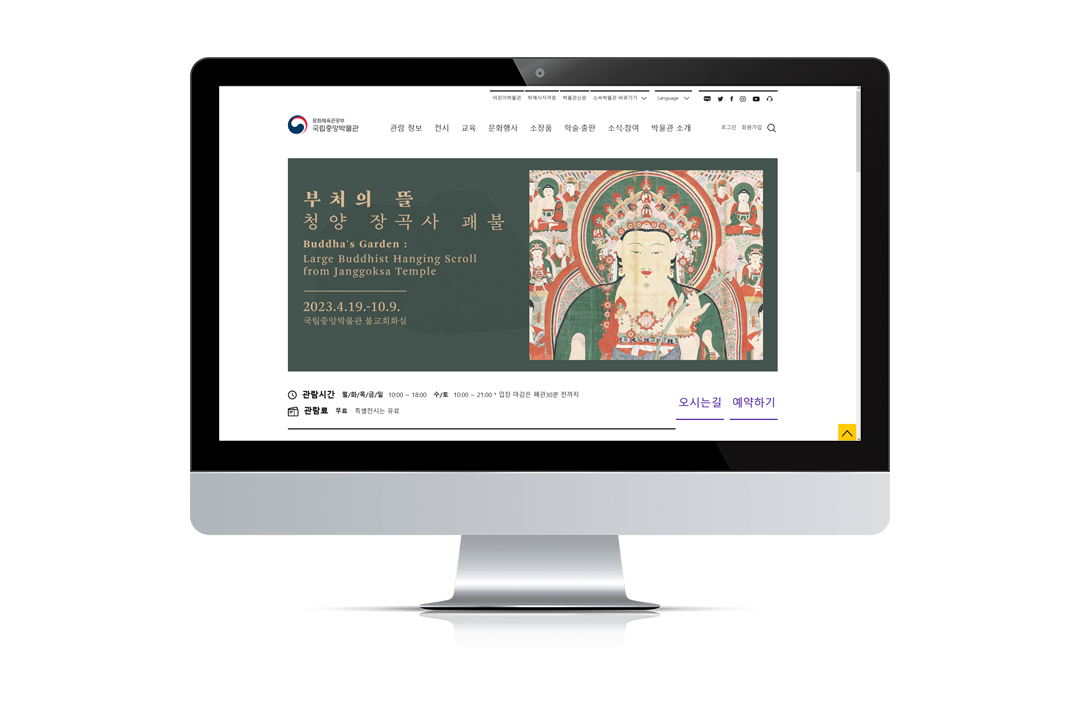 어린이박물관 외매사자격증 박물관신문 소속박물관 바로가기 Language
문화체육관광부
국립중앙박물관
관람 정보 전시 교육 문화행사 소장품 학술·출판 소식·참여 박물관 소개 로그인 회원가입
부처의 뜰
청양 장곡사 괘불
Buddha's Garden :
Large Buddhist Hanging Scroll
from Janggoksa Temple
2023.4.19.-10.9.
국립중앙박물관 불교회화실
관람시간 월/화/목/금/일 10:00 ~ 18:00 수/토 10:00 ~ 21:00 * 입장 마감은 폐관30분 전까지
관람료 무료 특별전시는 유료
오시는길 예약하기